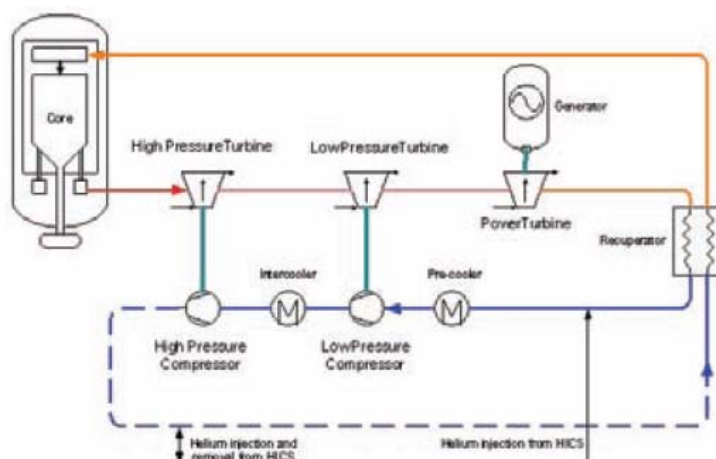 Core
High PressureTurbine
LowPressureTurbine
Generator
PowerTurbine
Recuperator
Intercooler
Pre-cooler
M
M
High Pressure
Compressor
LowPressure
Compressor
Helium injection and
removal from HICS
Helium injection from HICS